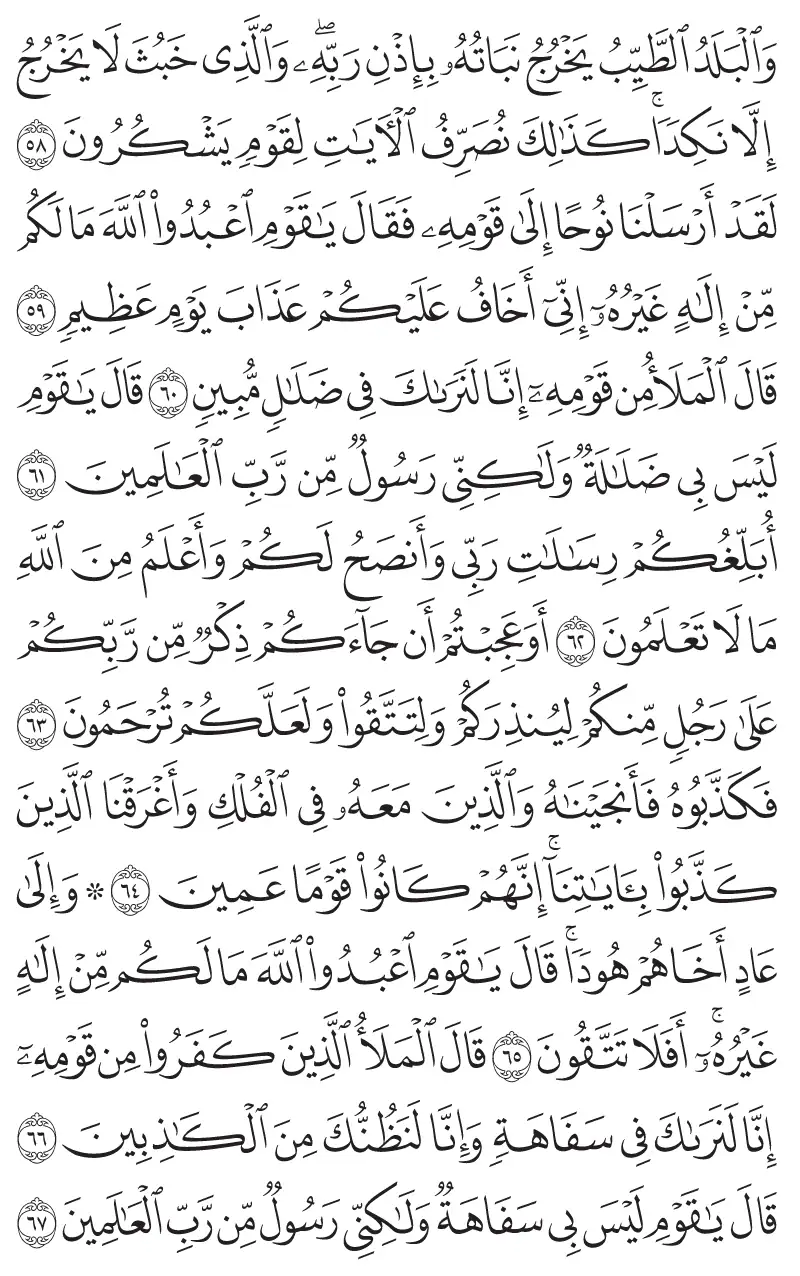 وَٱلۡبَلَدُ ٱلطَّيِّبُ يَخۡرُجُ نَبَاتُهُۥ بِإِذۡنِ رَبِّهِۦۖ وَٱلَّذِي خَبُثَ لَا يَخۡرُجُ
إِلَّا نَكِدٗاۚ كَذَٰلِكَ نُصَرِّفُ ٱلۡأٓيَٰتِ لِقَوۡمٖ يَشۡكُرُونَ ٥٨
لَقَدۡ أَرۡسَلۡنَا نُوحًا إِلَىٰ قَوۡمِهِۦ فَقَالَ يَٰقَوۡمِ ٱعۡبُدُواْ ٱللَّهَ مَا لَكُم
مِّنۡ إِلَٰهٍ غَيۡرُهُۥٓ إِنِّيٓ أَخَافُ عَلَيۡكُمۡ عَذَابَ يَوۡمٍ عَظِيمٖ ٥٩
قَالَ ٱلۡمَلَأُ مِن قَوۡمِهِۦٓ إِنَّا لَنَرَىٰكَ فِي ضَلَٰلٖ مُّبِينٖ ٦٠ قَالَ يَٰقَوۡمِ
لَيۡسَ بِي ضَلَٰلَةٞ وَلَٰكِنِّي رَسُولٞ مِّن رَّبِّ ٱلۡعَٰلَمِينَ ٦١
أُبَلِّغُكُمۡ رِسَٰلَٰتِ رَبِّي وَأَنصَحُ لَكُمۡ وَأَعۡلَمُ مِنَ ٱللَّهِ
مَا لَا تَعۡلَمُونَ ٦٢ أَوَعَجِبۡتُمۡ أَن جَآءَكُمۡ ذِكۡرٞ مِّن رَّبِّكُمۡ
عَلَىٰ رَجُلٖ مِّنكُمۡ لِيُنذِرَكُمۡ وَلِتَتَّقُواْ وَلَعَلَّكُمۡ تُرۡحَمُونَ ٦٣
فَكَذَّبُوهُ فَأَنجَيۡنَٰهُ وَٱلَّذِينَ مَعَهُۥ فِي ٱلۡفُلۡكِ وَأَغۡرَقۡنَا ٱلَّذِينَ
كَذَّبُواْ بِـَٔايَٰتِنَآۚ إِنَّهُمۡ كَانُواْ قَوۡمًا عَمِينَ ٦٤ * وَإِلَىٰ
عَادٍ أَخَاهُمۡ هُودٗاۚ قَالَ يَٰقَوۡمِ ٱعۡبُدُواْ ٱللَّهَ مَا لَكُم مِّنۡ إِلَٰهٍ
غَيۡرُهُۥٓۚ أَفَلَا تَتَّقُونَ ٦٥ قَالَ ٱلۡمَلَأُ ٱلَّذِينَ كَفَرُواْ مِن قَوۡمِهِۦٓ
إِنَّا لَنَرَىٰكَ فِي سَفَاهَةٖ وَإِنَّا لَنَظُنُّكَ مِنَ ٱلۡكَٰذِبِينَ ٦٦
قَالَ يَٰقَوۡمِ لَيۡسَ بِي سَفَاهَةٞ وَلَٰكِنِّي رَسُولٞ مِّن رَّبِّ ٱلۡعَٰلَمِينَ ٦٧